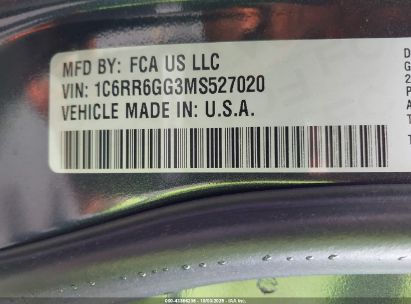 MFD BY: FCA US LLC
VIN: 1C6RR6GG3MS527020
VEHICLE MADE IN: U.S.A.